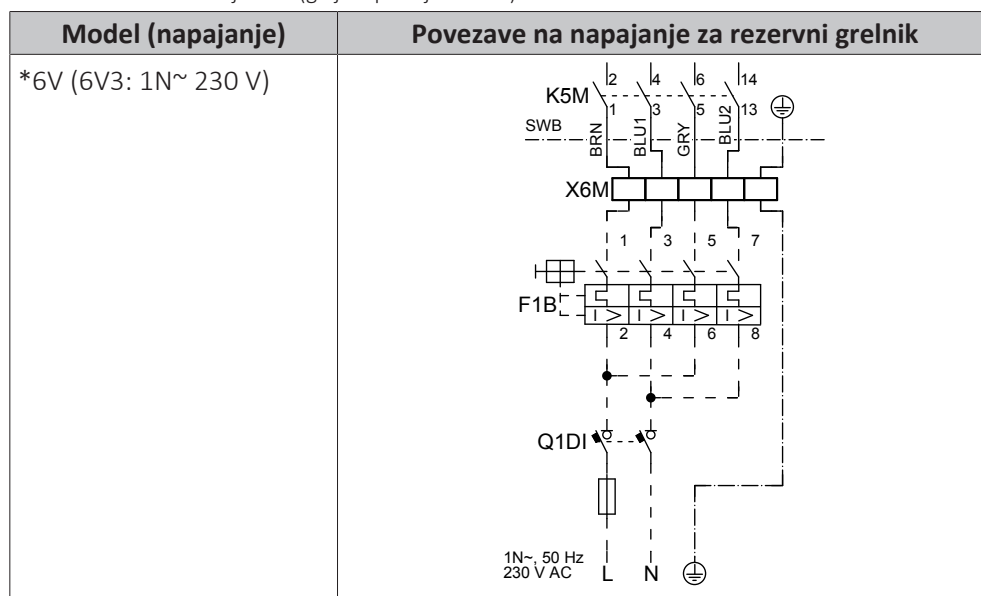 Model (napajanje) Povezave na napajanje za rezervni grelnik
*6V (6V3: 1N~ 230 V)
2 4 6 14
K5M
1 3 5 13
SWB
BRN BLU1 GRY BLU2
X6M
1 3 5 7
F1B
I > I > I > I >
2 4 6 8
Q1DI
1N~, 50 Hz
230 V AC L N